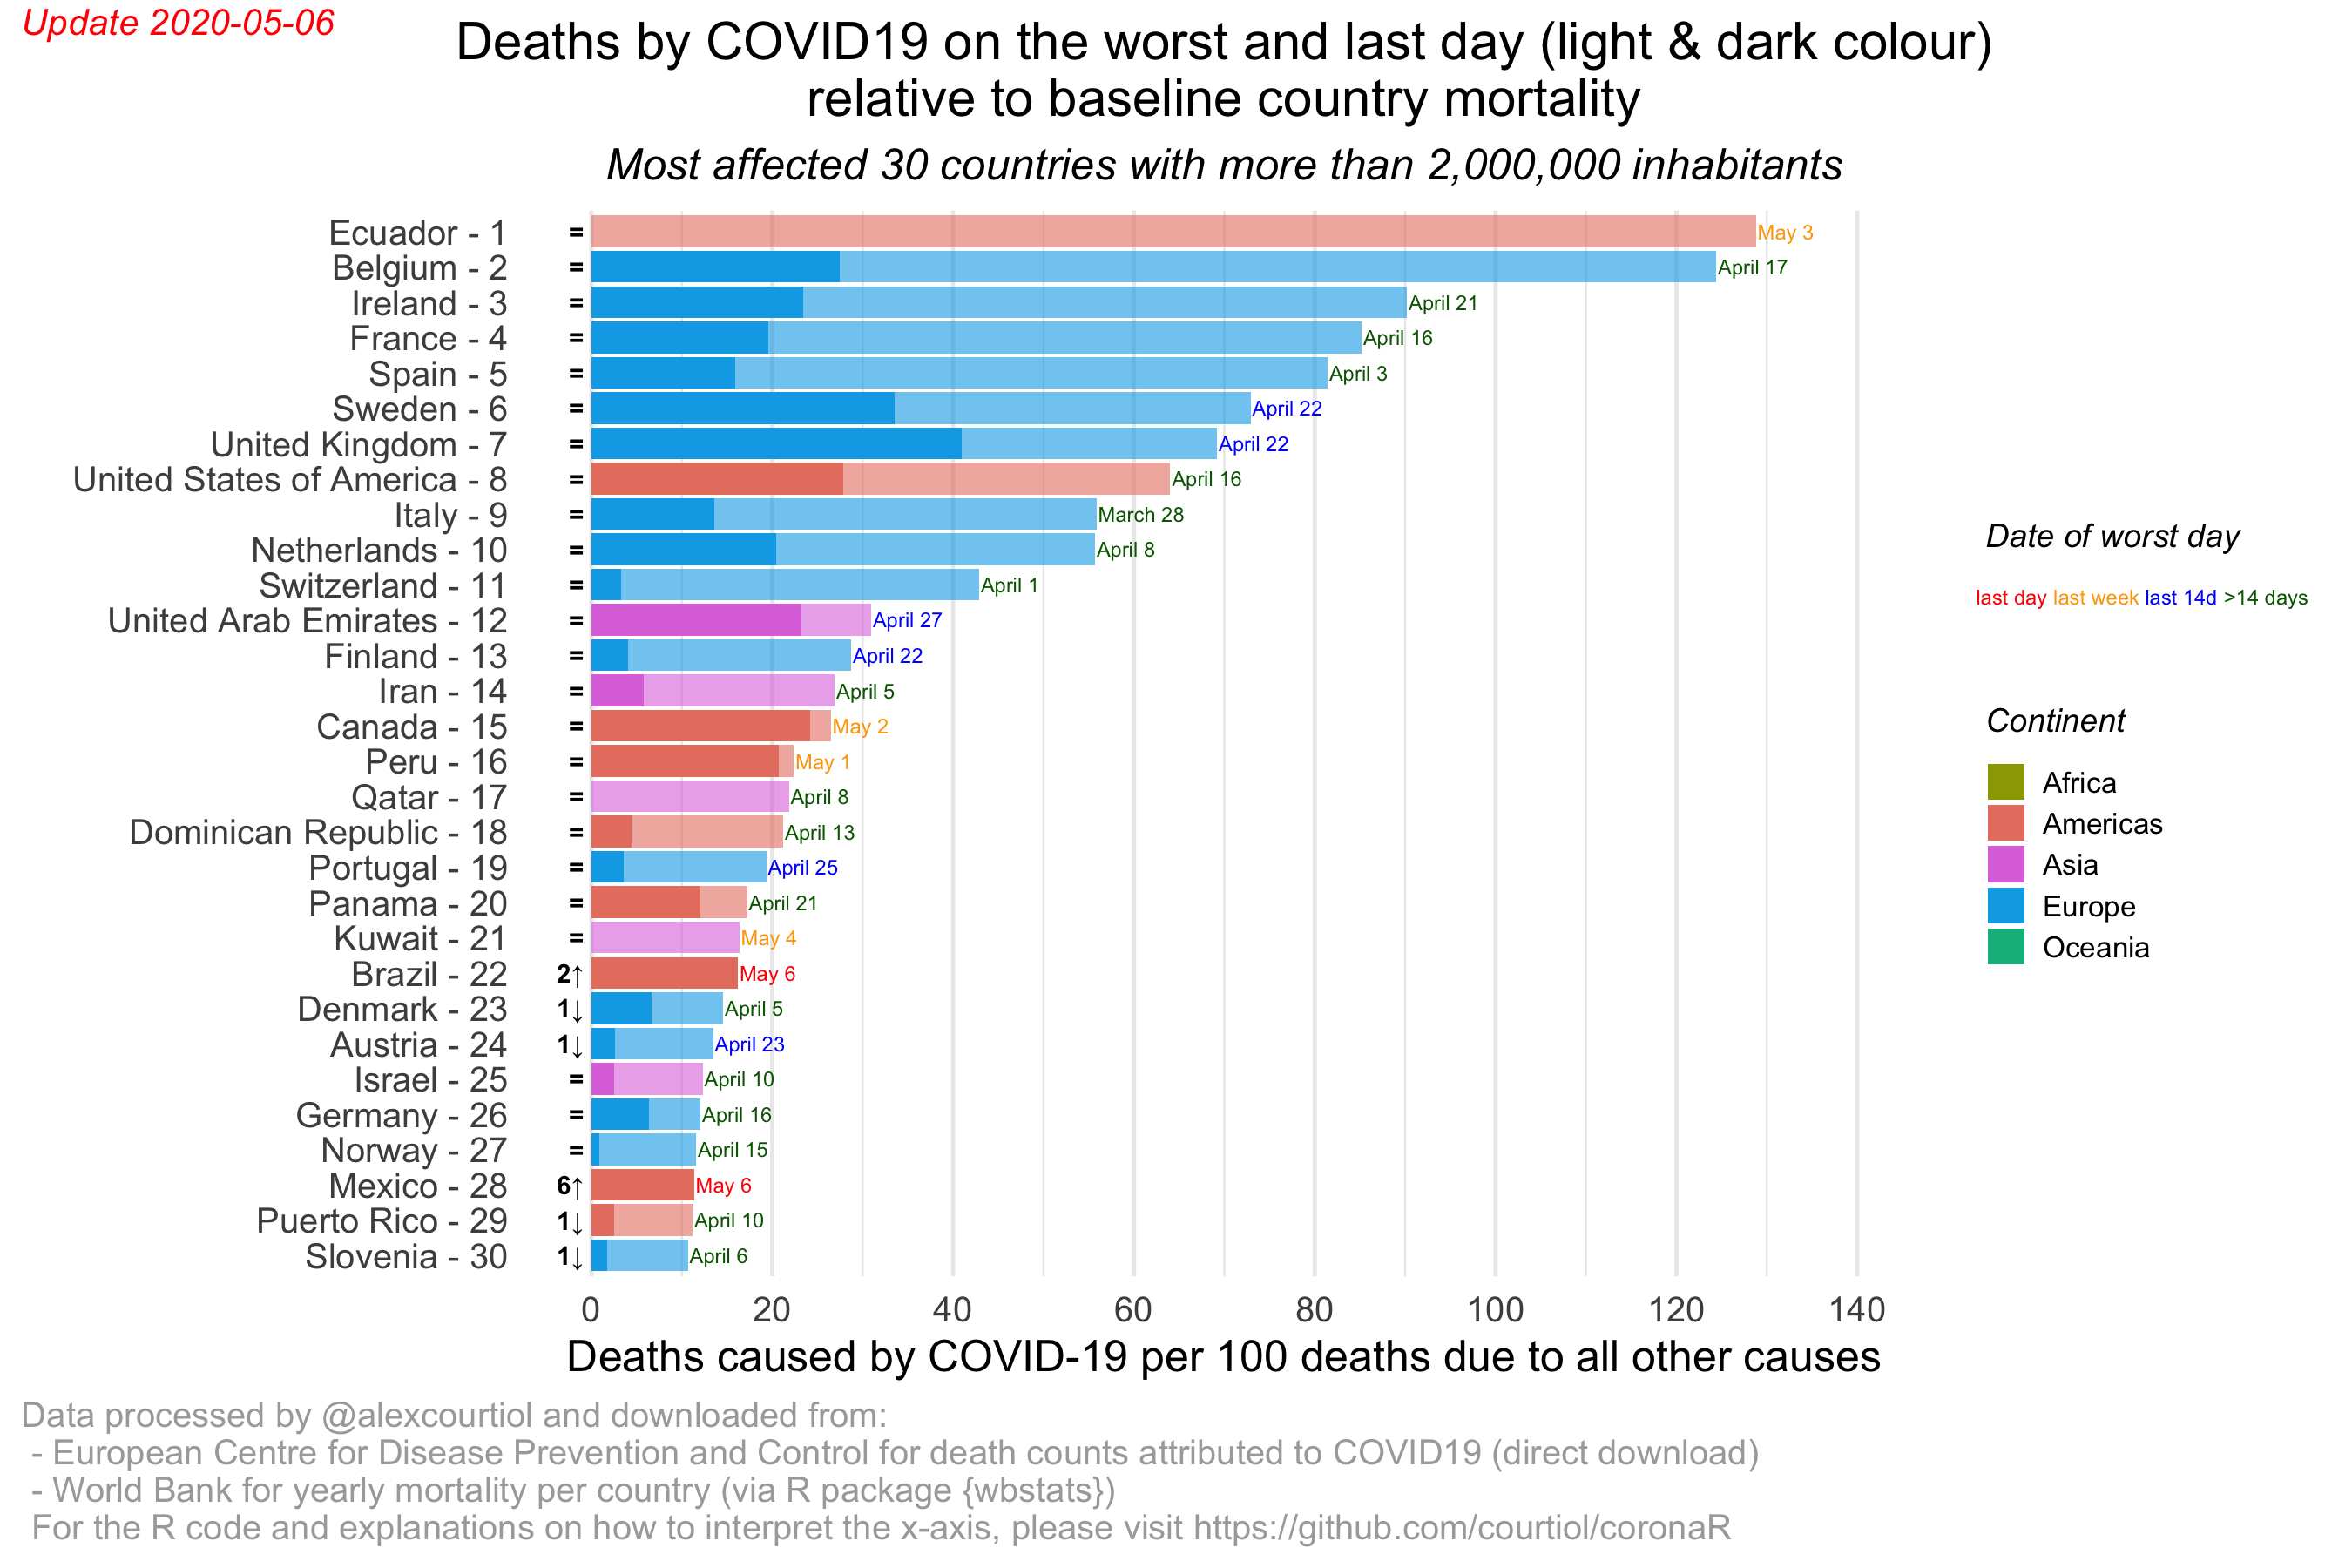 Update 2020-05-06
Deaths by COVID19 on the worst and last day (light & dark colour)
relative to baseline country mortality
Most affected 30 countries with more than 2,000,000 inhabitants
Ecuador - 1 = May 3
Belgium - 2 = April 17
Ireland - 3 = April 21
France - 4 = April 16
Spain - 5 = April 3
Sweden - 6 = April 22
United Kingdom - 7 = April 22
United States of America - 8 = April 16
Italy - 9 = March 28
Netherlands - 10 = April 8
Switzerland - 11 = April 1
United Arab Emirates - 12 = April 27
Finland - 13 = April 22
Iran - 14 = April 5
Canada - 15 = May 2
Peru - 16 = May 1
Qatar - 17 = April 8
Dominican Republic - 18 = April 13
Portugal - 19 = April 25
Panama - 20 = April 21
Kuwait - 21 = May 4
Brazil - 22 2↑ May 6
Denmark - 23 1↓ April 5
Austria - 24 1↓ April 23
Israel - 25 = April 10
Germany - 26 = April 16
Norway - 27 = April 15
Mexico - 28 6↑ May 6
Puerto Rico - 29 1↓ April 10
Slovenia - 30 1↓ April 6
0 20 40 60 80 100 120 140
Deaths caused by COVID-19 per 100 deaths due to all other causes
Date of worst day
last day last week last 14d >14 days
Continent
Africa
Americas
Asia
Europe
Oceania
Data processed by @alexcourtiol and downloaded from:
- European Centre for Disease Prevention and Control for death counts attributed to COVID19 (direct download)
- World Bank for yearly mortality per country (via R package {wbstats})
For the R code and explanations on how to interpret the x-axis, please visit https://github.com/courtiol/coronaR